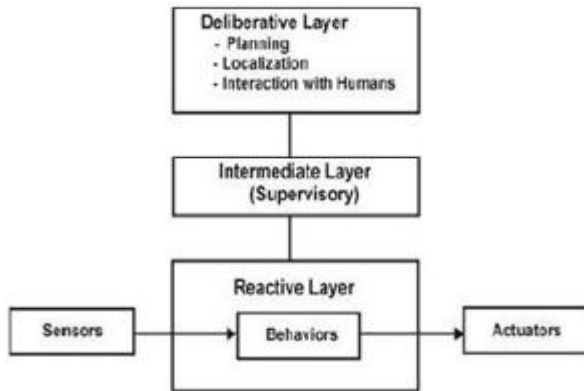 Deliberative Layer
- Planning
- Localization
- Interaction with Humans
Intermediate Layer
(Supervisory)
Reactive Layer
Sensors
Behaviors
Actuators